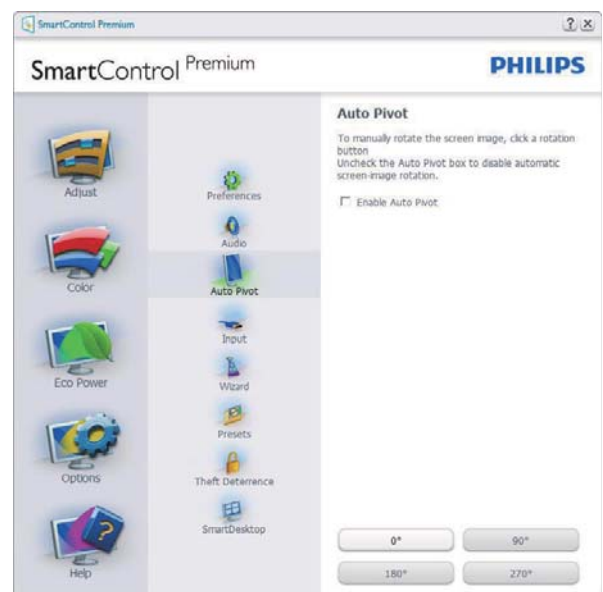 SmartControl Premium
SmartControl Premium
PHILIPS
Adjust
Color
Eco Power
Options
Help
Preferences
Audio
Auto Pivot
Input
Wizard
Presets
Theft Deterrence
SmartDesktop
Auto Pivot
To manually rotate the screen image, click a rotation
button
Uncheck the Auto Pivot box to disable automatic
screen-image rotation.
Enable Auto Pivot
0°
90°
180°
270°